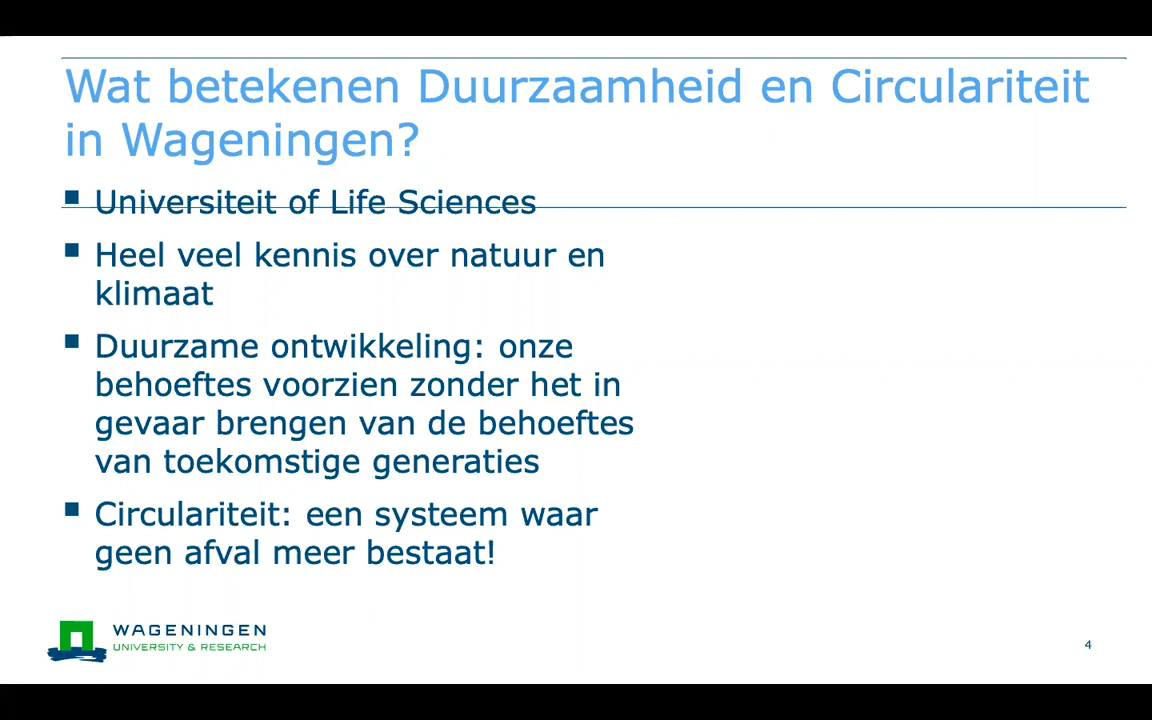 Wat betekenen Duurzaamheid en Circulariteit
in Wageningen?
Universiteit of Life Sciences
Heel veel kennis over natuur en
klimaat
Duurzame ontwikkeling: onze
behoeftes voorzien zonder het in
gevaar brengen van de behoeftes
van toekomstige generaties
Circulariteit: een systeem waar
geen afval meer bestaat!
WAGENINGEN
UNIVERSITY & RESEARCH
4